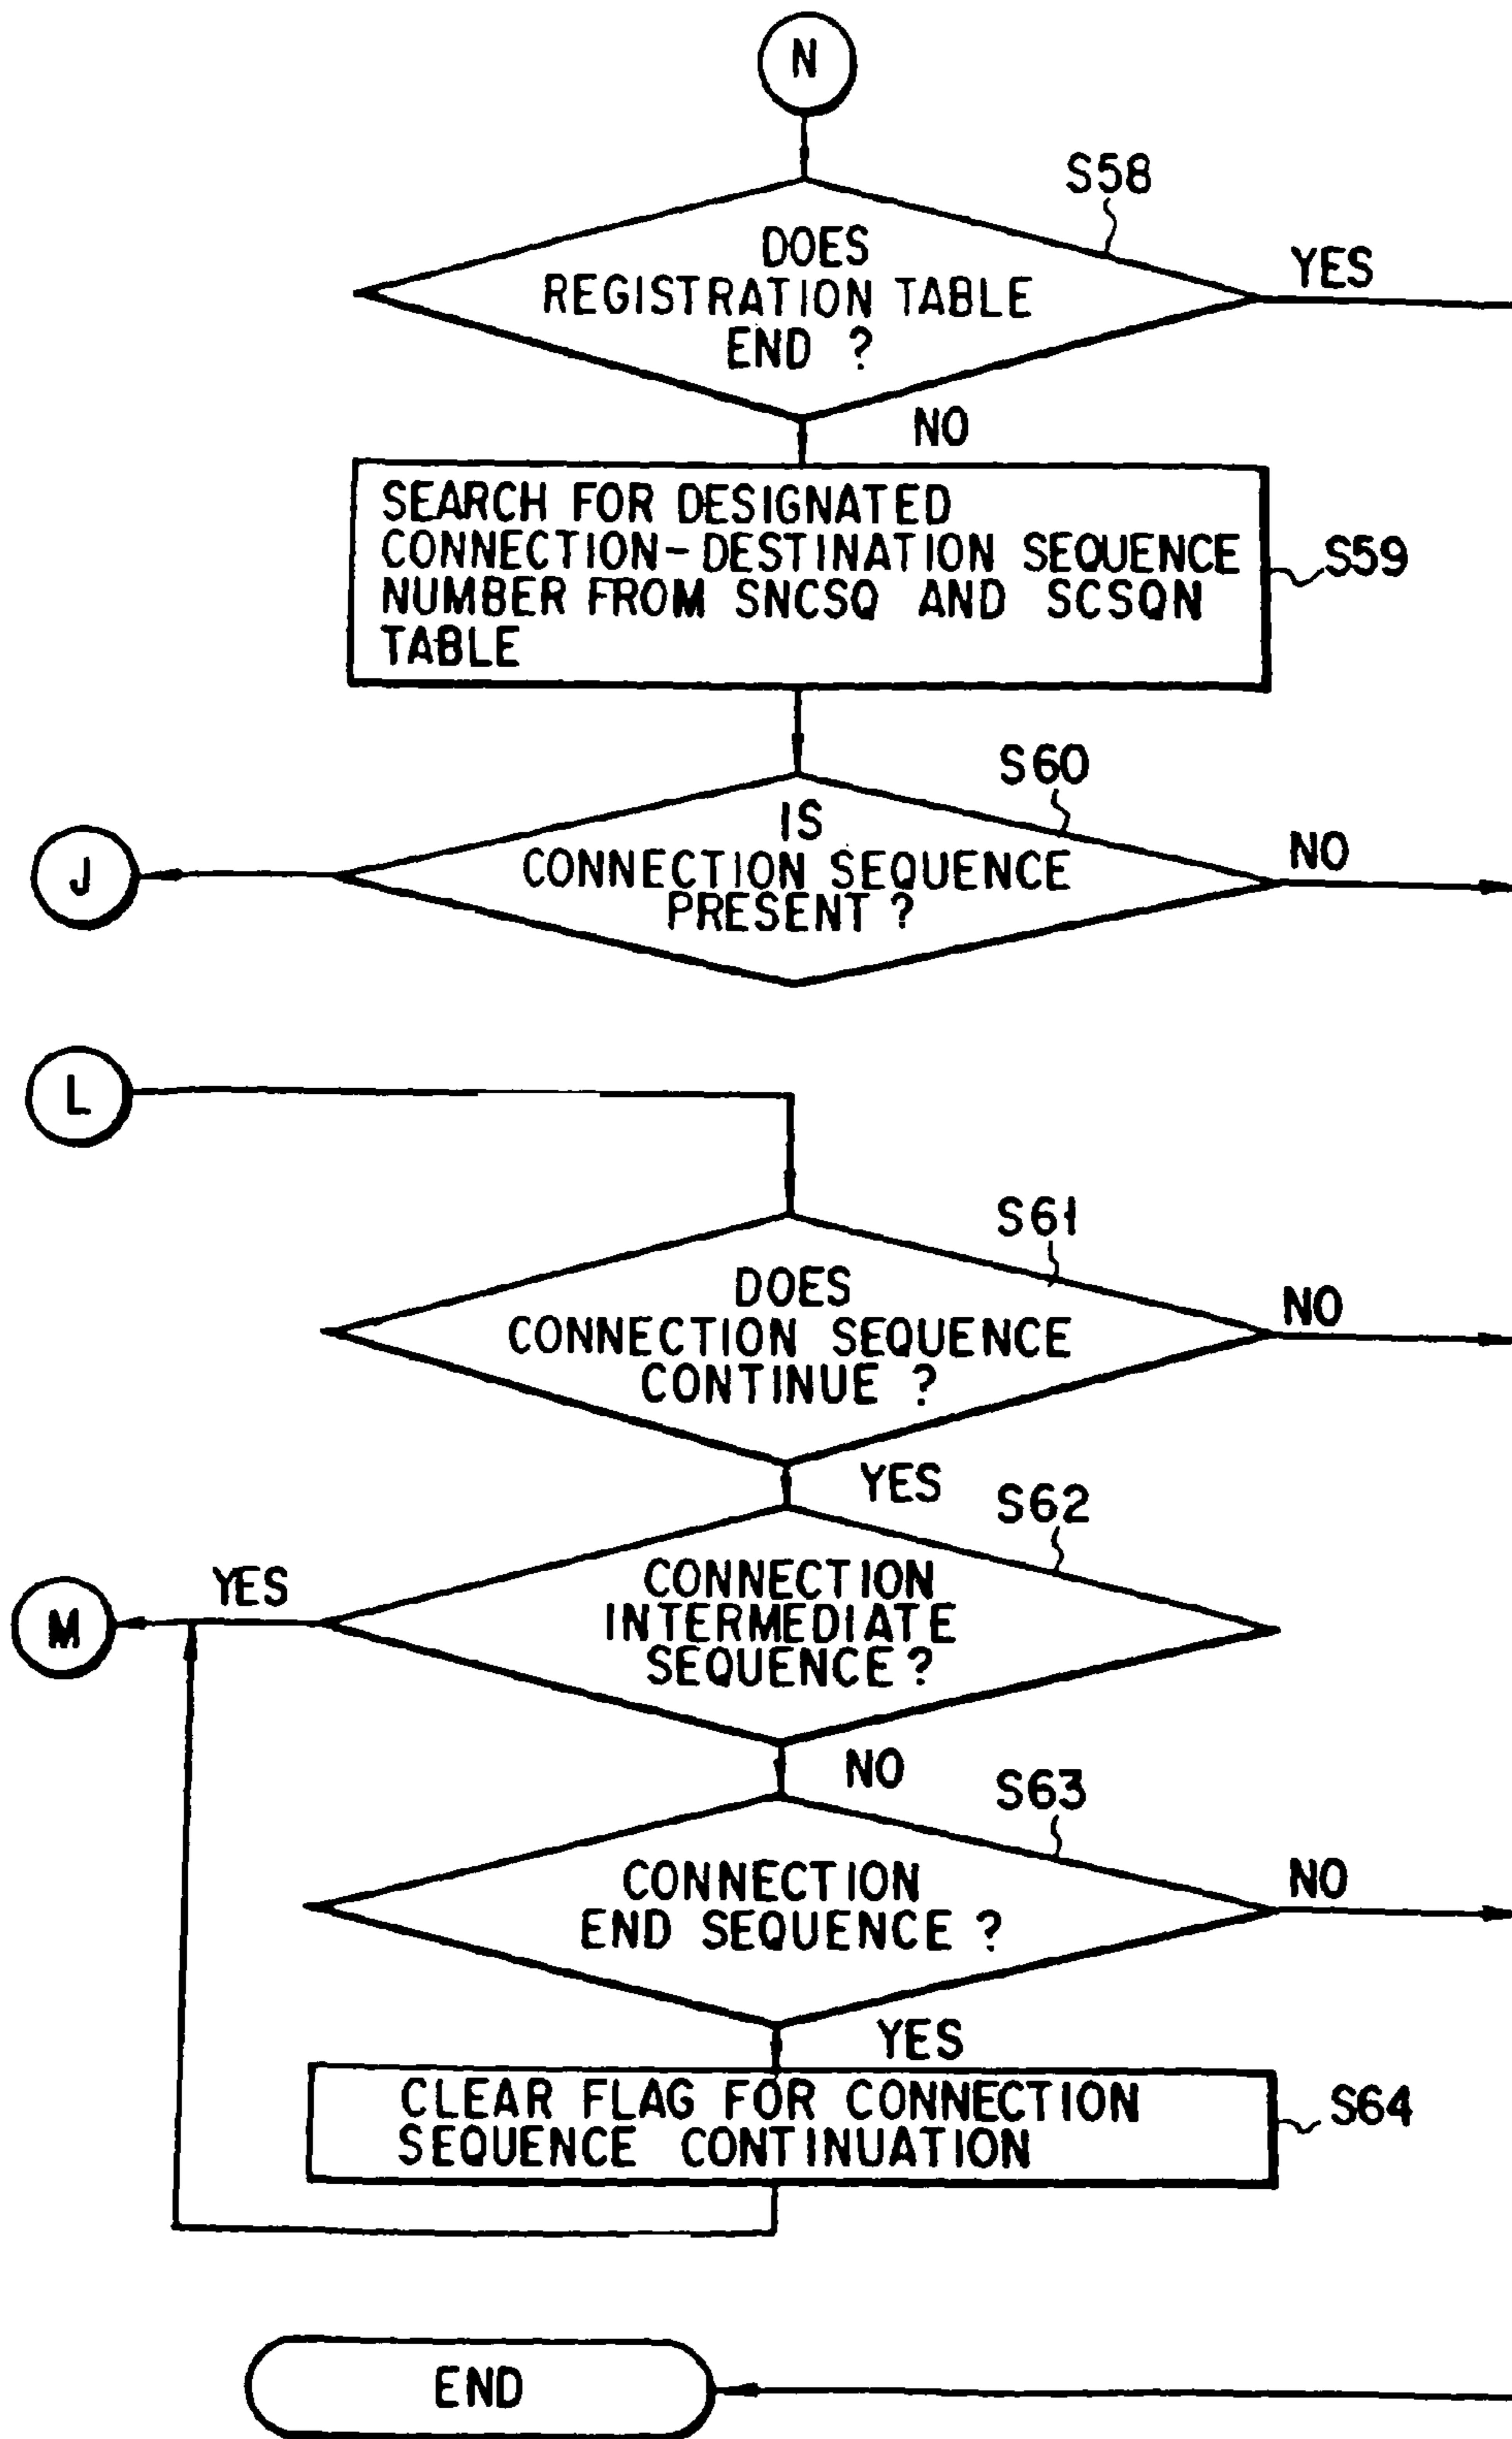 N
S58
DOES
REGISTRATION TABLE
END ?
YES
NO
SEARCH FOR DESIGNATED
CONNECTION-DESTINATION SEQUENCE
NUMBER FROM SNCSQ AND SCSQN
TABLE
S59
S60
IS
CONNECTION SEQUENCE
PRESENT ?
NO
J
L
S61
DOES
CONNECTION SEQUENCE
CONTINUE ?
NO
YES
S62
CONNECTION
INTERMEDIATE
SEQUENCE ?
YES
M
NO
S63
CONNECTION
END SEQUENCE ?
NO
YES
CLEAR FLAG FOR CONNECTION
SEQUENCE CONTINUATION
S64
END